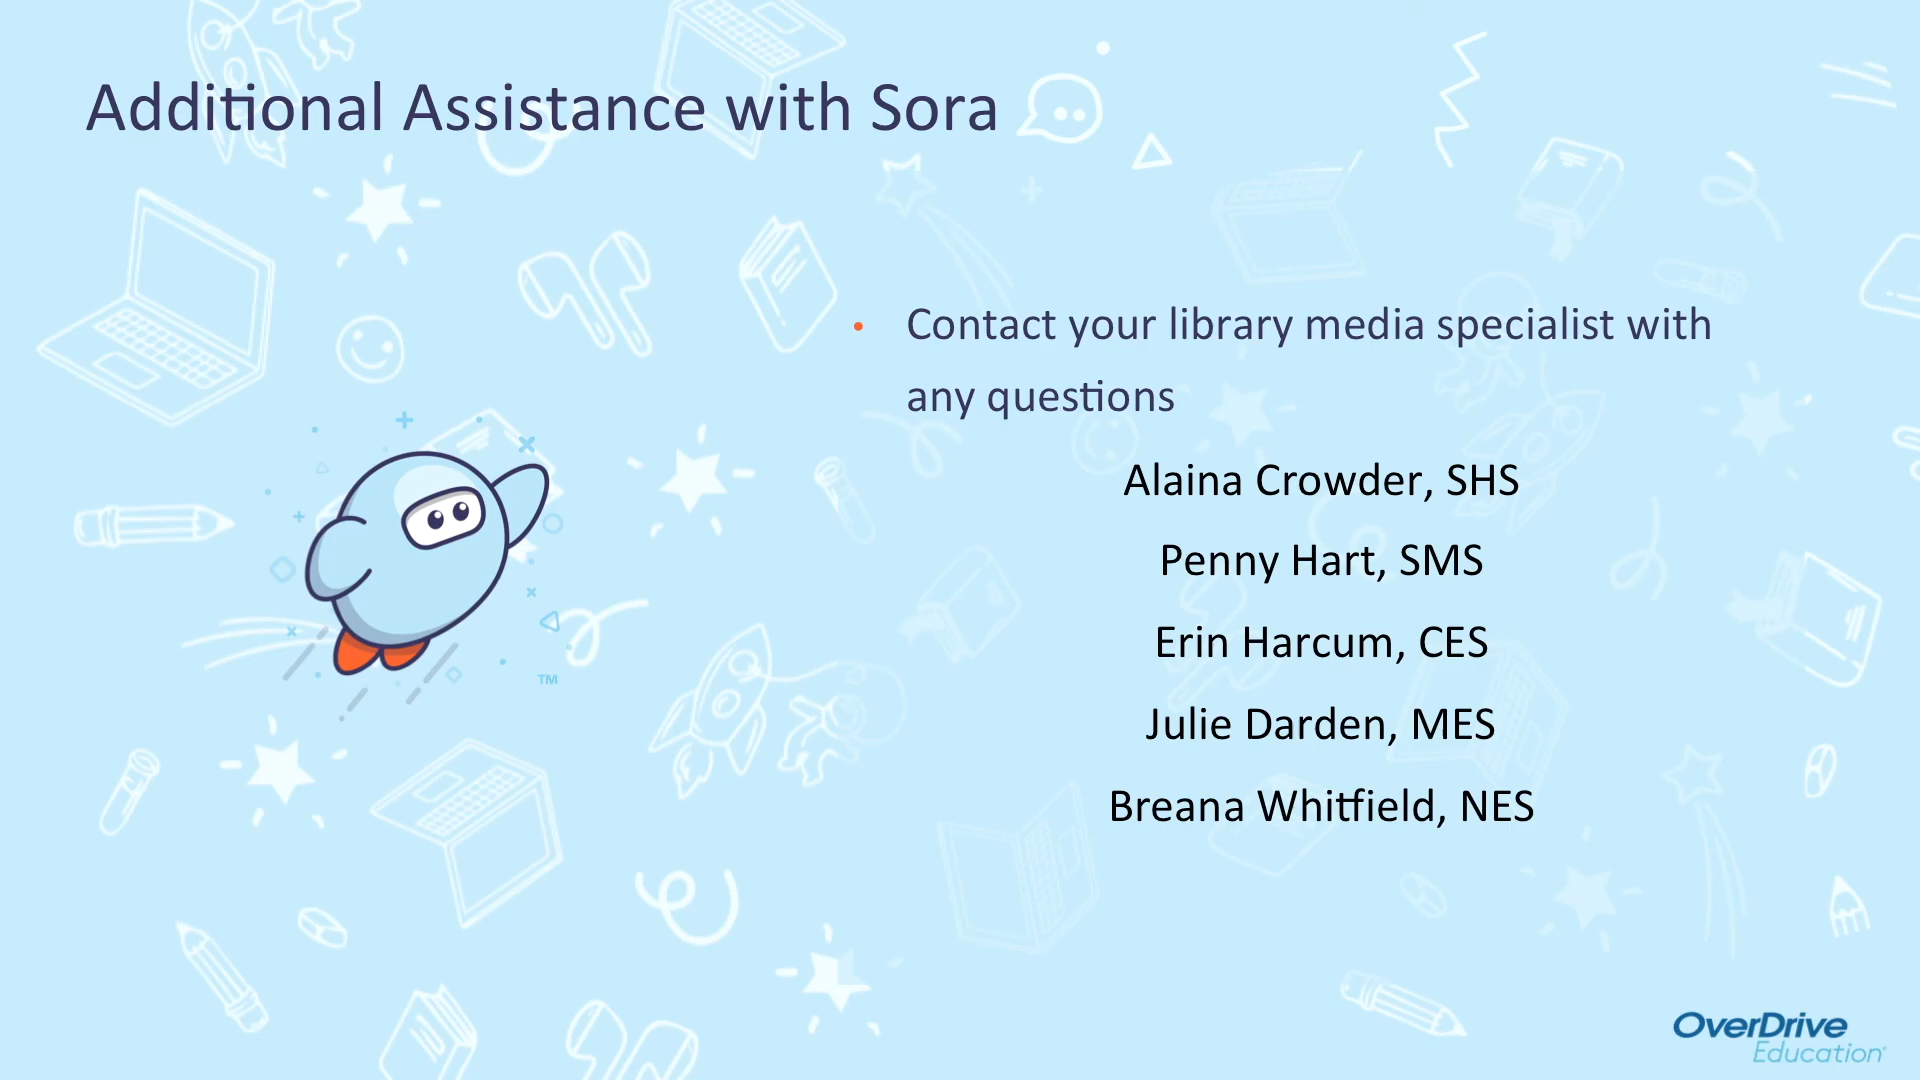 Additional Assistance with Sora
• Contact your library media specialist with
any questions
Alaina Crowder, SHS
Penny Hart, SMS
Erin Harcum, CES
Julie Darden, MES
Breana Whitfield, NES
TM
OverDrive
Education